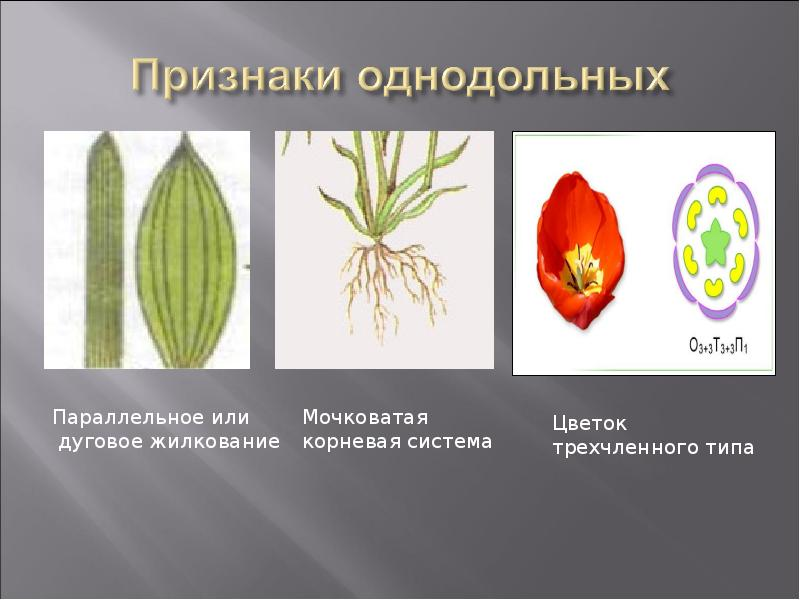 Признаки однодольных
О3+3Т3+3П1
Параллельное или
дуговое жилкование
Мочковатая
корневая система
Цветок
трехчленного типа